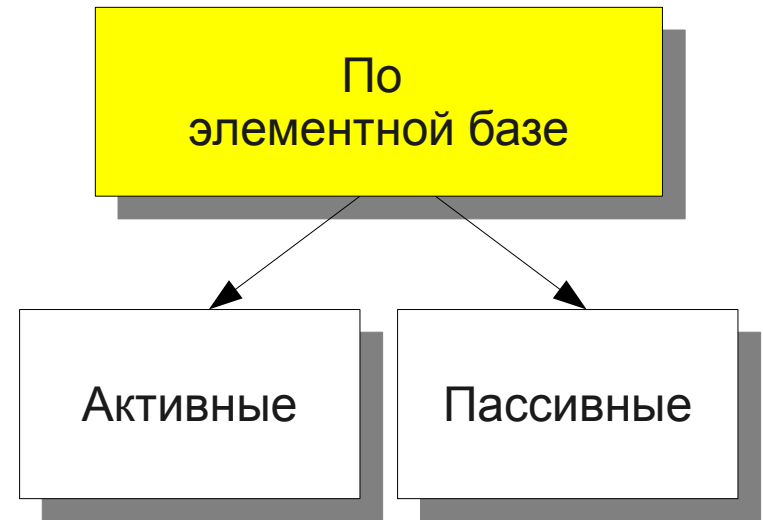 По
элементной базе
Активные
Пассивные